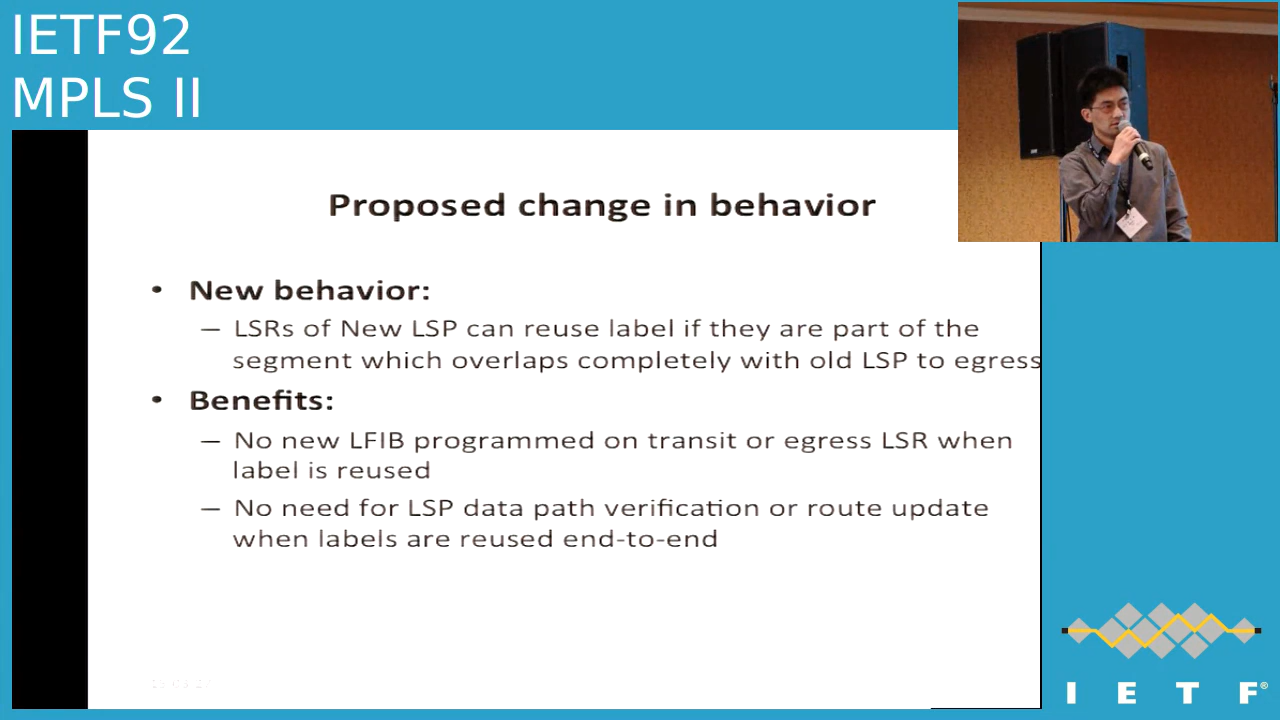 IETF92
MPLS II
Proposed change in behavior
• New behavior:
— LSRs of New LSP can reuse label if they are part of the
segment which overlaps completely with old LSP to egress
• Benefits:
— No new LFIB programmed on transit or egress LSR when
label is reused
— No need for LSP data path verification or route update
when labels are reused end-to-end
I E T F®